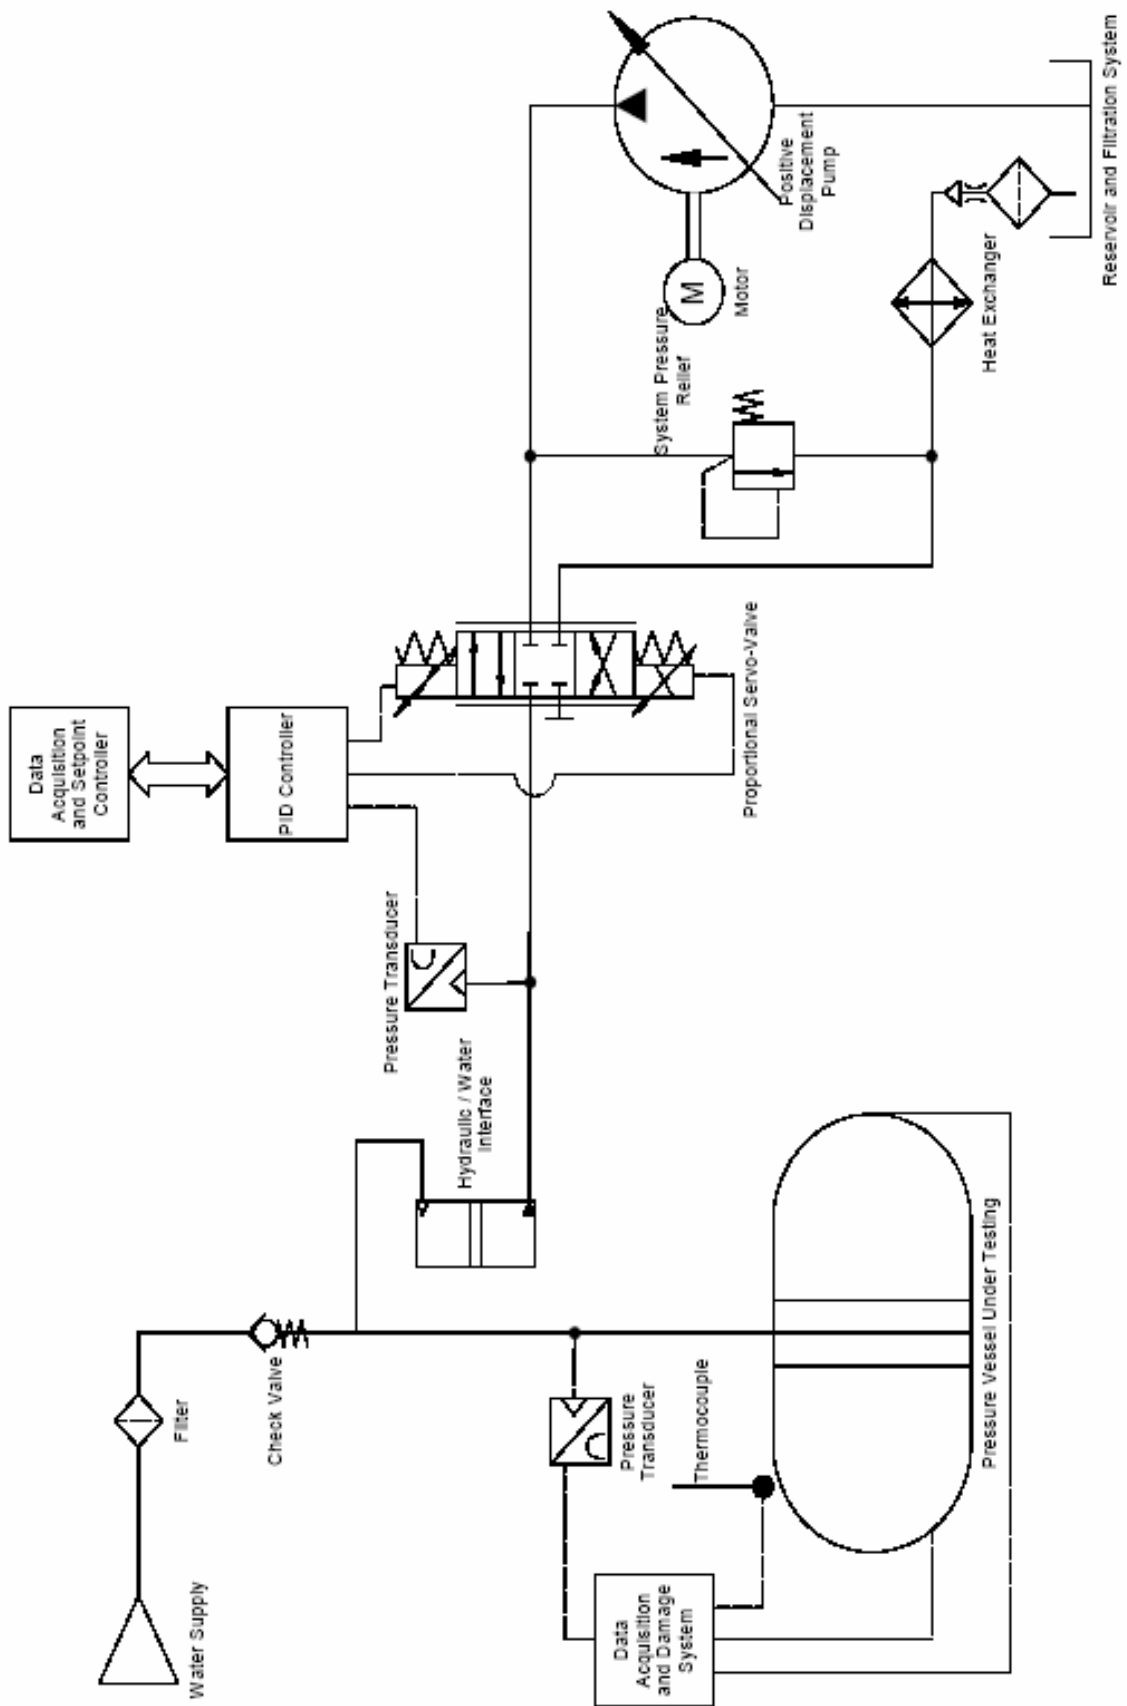 Data
Acquisition
and Setpoint
Controller
PID Controller
Pressure Transducer
Hydraulic / Water
Interface
Water Supply
Filter
Check Valve
Proportional Servo-Valve
System Pressure
Relief
M
Motor
Positive
Displacement
Pump
Heat Exchanger
Reservoir and Filtration System
Pressure
Transducer
Thermocouple
Data
Acquisition
and Damage
System
Pressure Vessel Under Testing